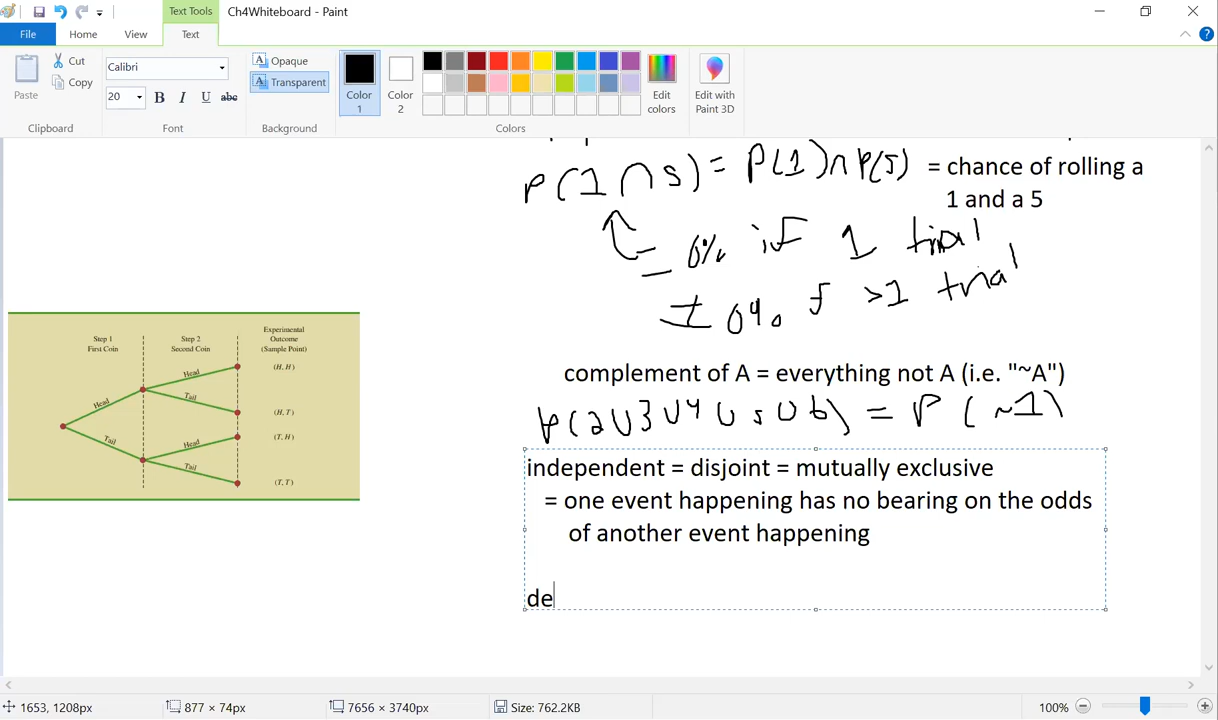 Text Tools
Ch4Whiteboard - Paint
File
Home
View
Text
Paste
Cut
Copy
Calibri
20
B
I
U
abc
Opaque
Transparent
Color 1
Color 2
Edit colors
Edit with Paint 3D
Clipboard
Font
Background
Colors
P(1∩5) = P(1)∩P(5) = chance of rolling a
1 and a 5
= 0% if 1 trial
≠ 0% if >1 trial
complement of A = everything not A (i.e. "~A")
P(2∪3∪4∪5∪6) = P(~1)
independent = disjoint = mutually exclusive
= one event happening has no bearing on the odds
of another event happening
de
Step 1
First Coin
Step 2
Second Coin
Experimental
Outcome
(Sample Point)
Head
Tail
Head
Tail
Head
Tail
(H, H)
(H, T)
(T, H)
(T, T)
1653, 1208px
877 × 74px
7656 × 3740px
Size: 762.2KB
100%